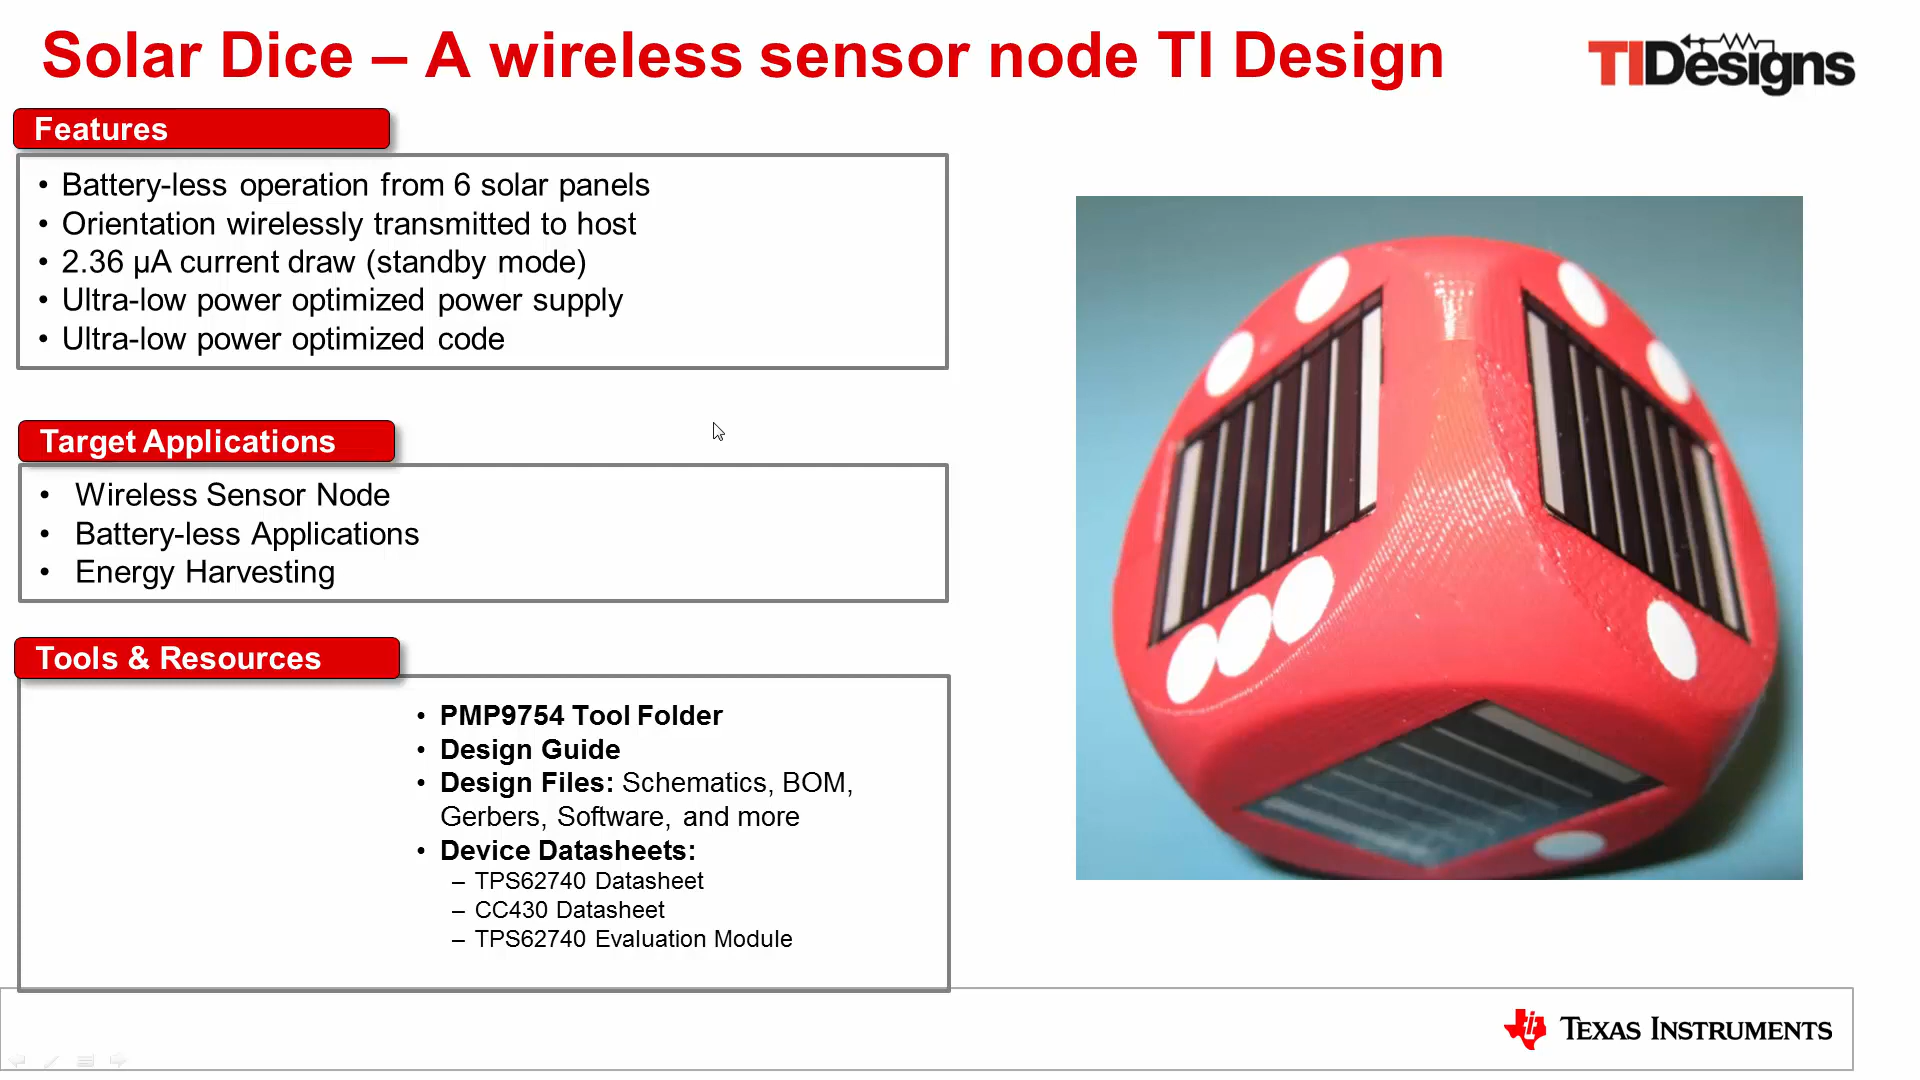 Solar Dice – A wireless sensor node TI Design
TIDesigns
Features
• Battery-less operation from 6 solar panels
• Orientation wirelessly transmitted to host
• 2.36 µA current draw (standby mode)
• Ultra-low power optimized power supply
• Ultra-low power optimized code
Target Applications
• Wireless Sensor Node
• Battery-less Applications
• Energy Harvesting
Tools & Resources
• PMP9754 Tool Folder
• Design Guide
• Design Files: Schematics, BOM,
Gerbers, Software, and more
• Device Datasheets:
– TPS62740 Datasheet
– CC430 Datasheet
– TPS62740 Evaluation Module
TEXAS INSTRUMENTS